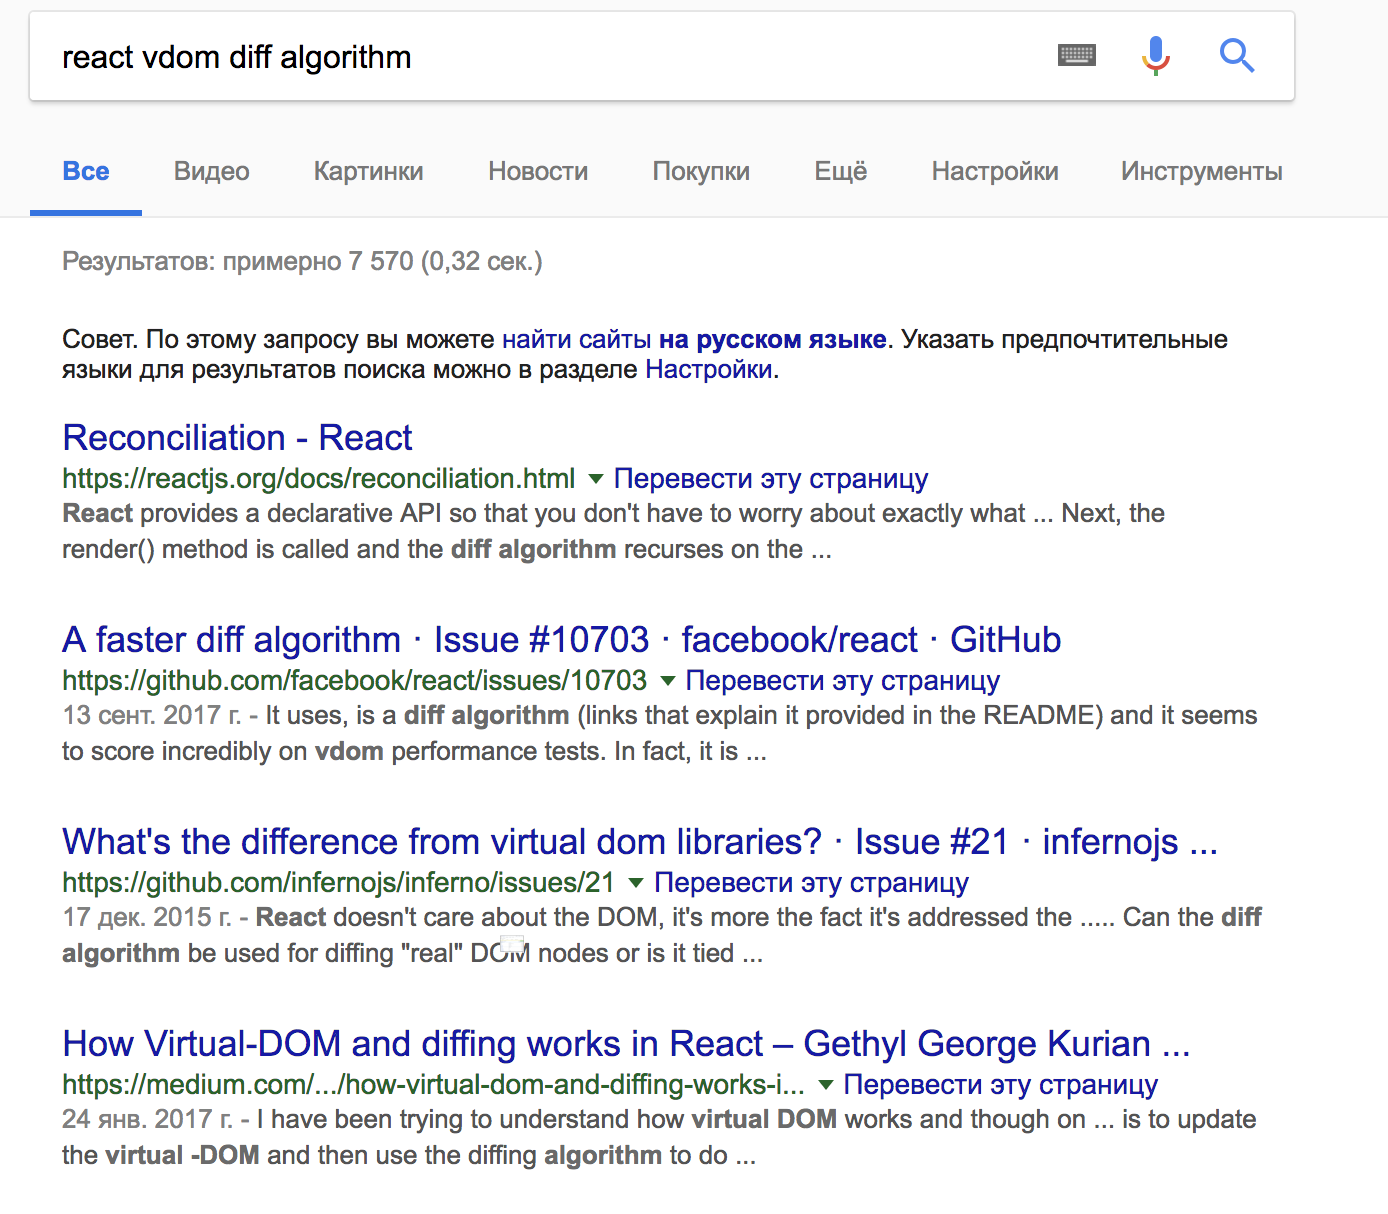 react vdom diff algorithm
Все Видео Картинки Новости Покупки Ещё Настройки Инструменты
Результатов: примерно 7 570 (0,32 сек.)
Совет. По этому запросу вы можете найти сайты на русском языке. Указать предпочтительные
языки для результатов поиска можно в разделе Настройки.
Reconciliation - React
https://reactjs.org/docs/reconciliation.html Перевести эту страницу
React provides a declarative API so that you don't have to worry about exactly what ... Next, the
render() method is called and the diff algorithm recurses on the ...
A faster diff algorithm · Issue #10703 · facebook/react · GitHub
https://github.com/facebook/react/issues/10703 Перевести эту страницу
13 сент. 2017 г. - It uses, is a diff algorithm (links that explain it provided in the README) and it seems
to score incredibly on vdom performance tests. In fact, it is ...
What's the difference from virtual dom libraries? · Issue #21 · infernojs ...
https://github.com/infernojs/inferno/issues/21 Перевести эту страницу
17 дек. 2015 г. - React doesn't care about the DOM, it's more the fact it's addressed the ..... Can the diff
algorithm be used for diffing "real" DOM nodes or is it tied ...
How Virtual-DOM and diffing works in React – Gethyl George Kurian ...
https://medium.com/.../how-virtual-dom-and-diffing-works-i... Перевести эту страницу
24 янв. 2017 г. - I have been trying to understand how virtual DOM works and though on ... is to update
the virtual -DOM and then use the diffing algorithm to do ...